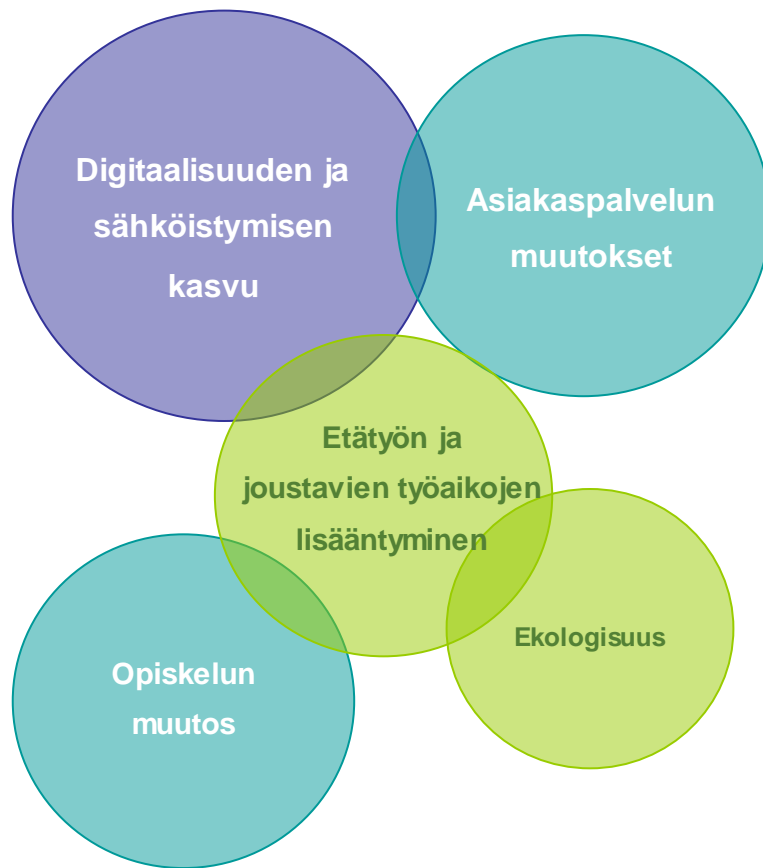 Digitaalisuuden ja
sähköistymisen
kasvu
Asiakaspalvelun
muutokset
Etätyön ja
joustavien työaikojen
lisääntyminen
Ekologisuus
Opiskelun
muutos